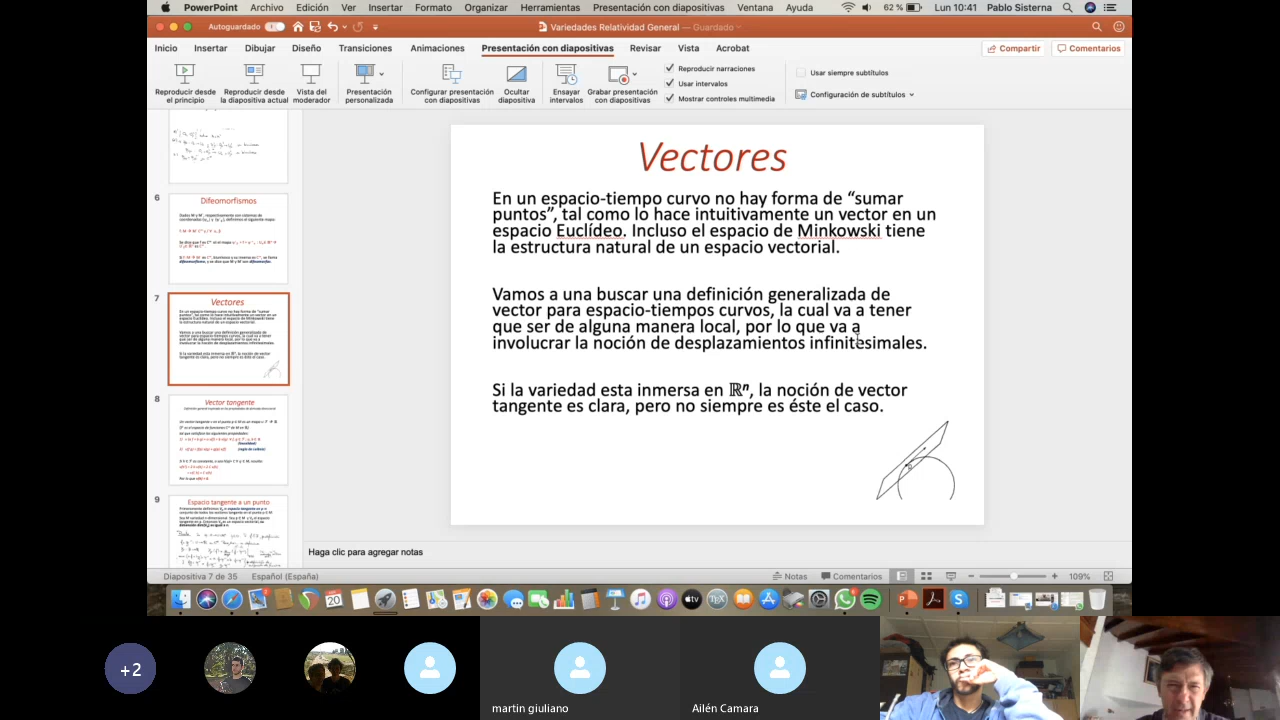 PowerPoint Archivo Edición Ver Insertar Formato Organizar Herramientas Presentación con diapositivas Ventana Ayuda 62 % Lun 10:41 Pablo Sisterna
Autoguardado Variedades Relatividad General — Guardado
Inicio Insertar Dibujar Diseño Transiciones Animaciones Presentación con diapositivas Revisar Vista Acrobat Compartir Comentarios
Reproducir desde el principio
Reproducir desde la diapositiva actual
Vista del moderador
Presentación personalizada
Configurar presentación con diapositivas
Ocultar diapositiva
Ensayar intervalos
Grabar presentación con diapositivas
Reproducir narraciones
Usar intervalos
Mostrar controles multimedia
Usar siempre subtítulos
Configuración de subtítulos
6
Difeomorfismos
7
Vectores
8
Vector tangente
9
Espacio tangente a un punto
Vectores
En un espacio-tiempo curvo no hay forma de “sumar
puntos”, tal como lo hace intuitivamente un vector en un
espacio Euclídeo. Incluso el espacio de Minkowski tiene
la estructura natural de un espacio vectorial.
Vamos a una buscar una definición generalizada de
vector para espacio-tiempos curvos, la cual va a tener
que ser de alguna manera local, por lo que va a
involucrar la noción de desplazamientos infinitesimales.
Si la variedad esta inmersa en ℝⁿ, la noción de vector
tangente es clara, pero no siempre es éste el caso.
Haga clic para agregar notas
Diapositiva 7 de 35 Español (España) Notas Comentarios 109%
+2
martin giuliano
Ailén Camara